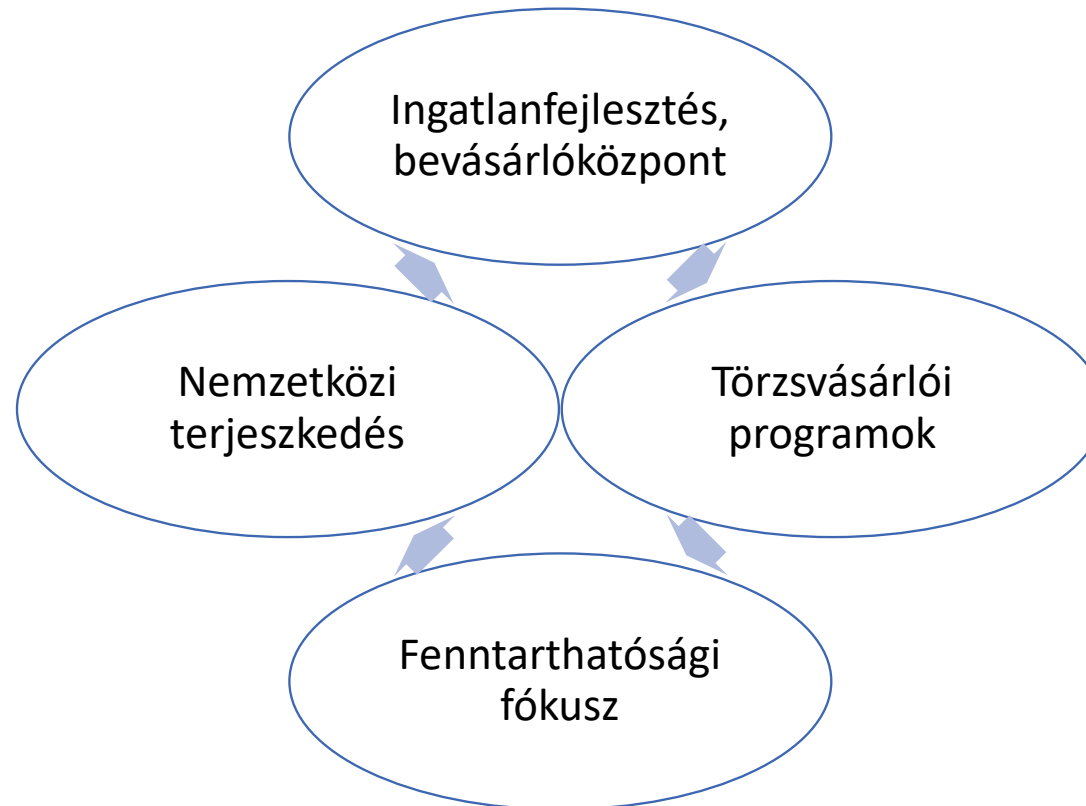 Ingatlanfejlesztés,
bevásárlóközpont
Nemzetközi
terjeszkedés
Törzsvásárlói
programok
Fenntarthatósági
fókusz